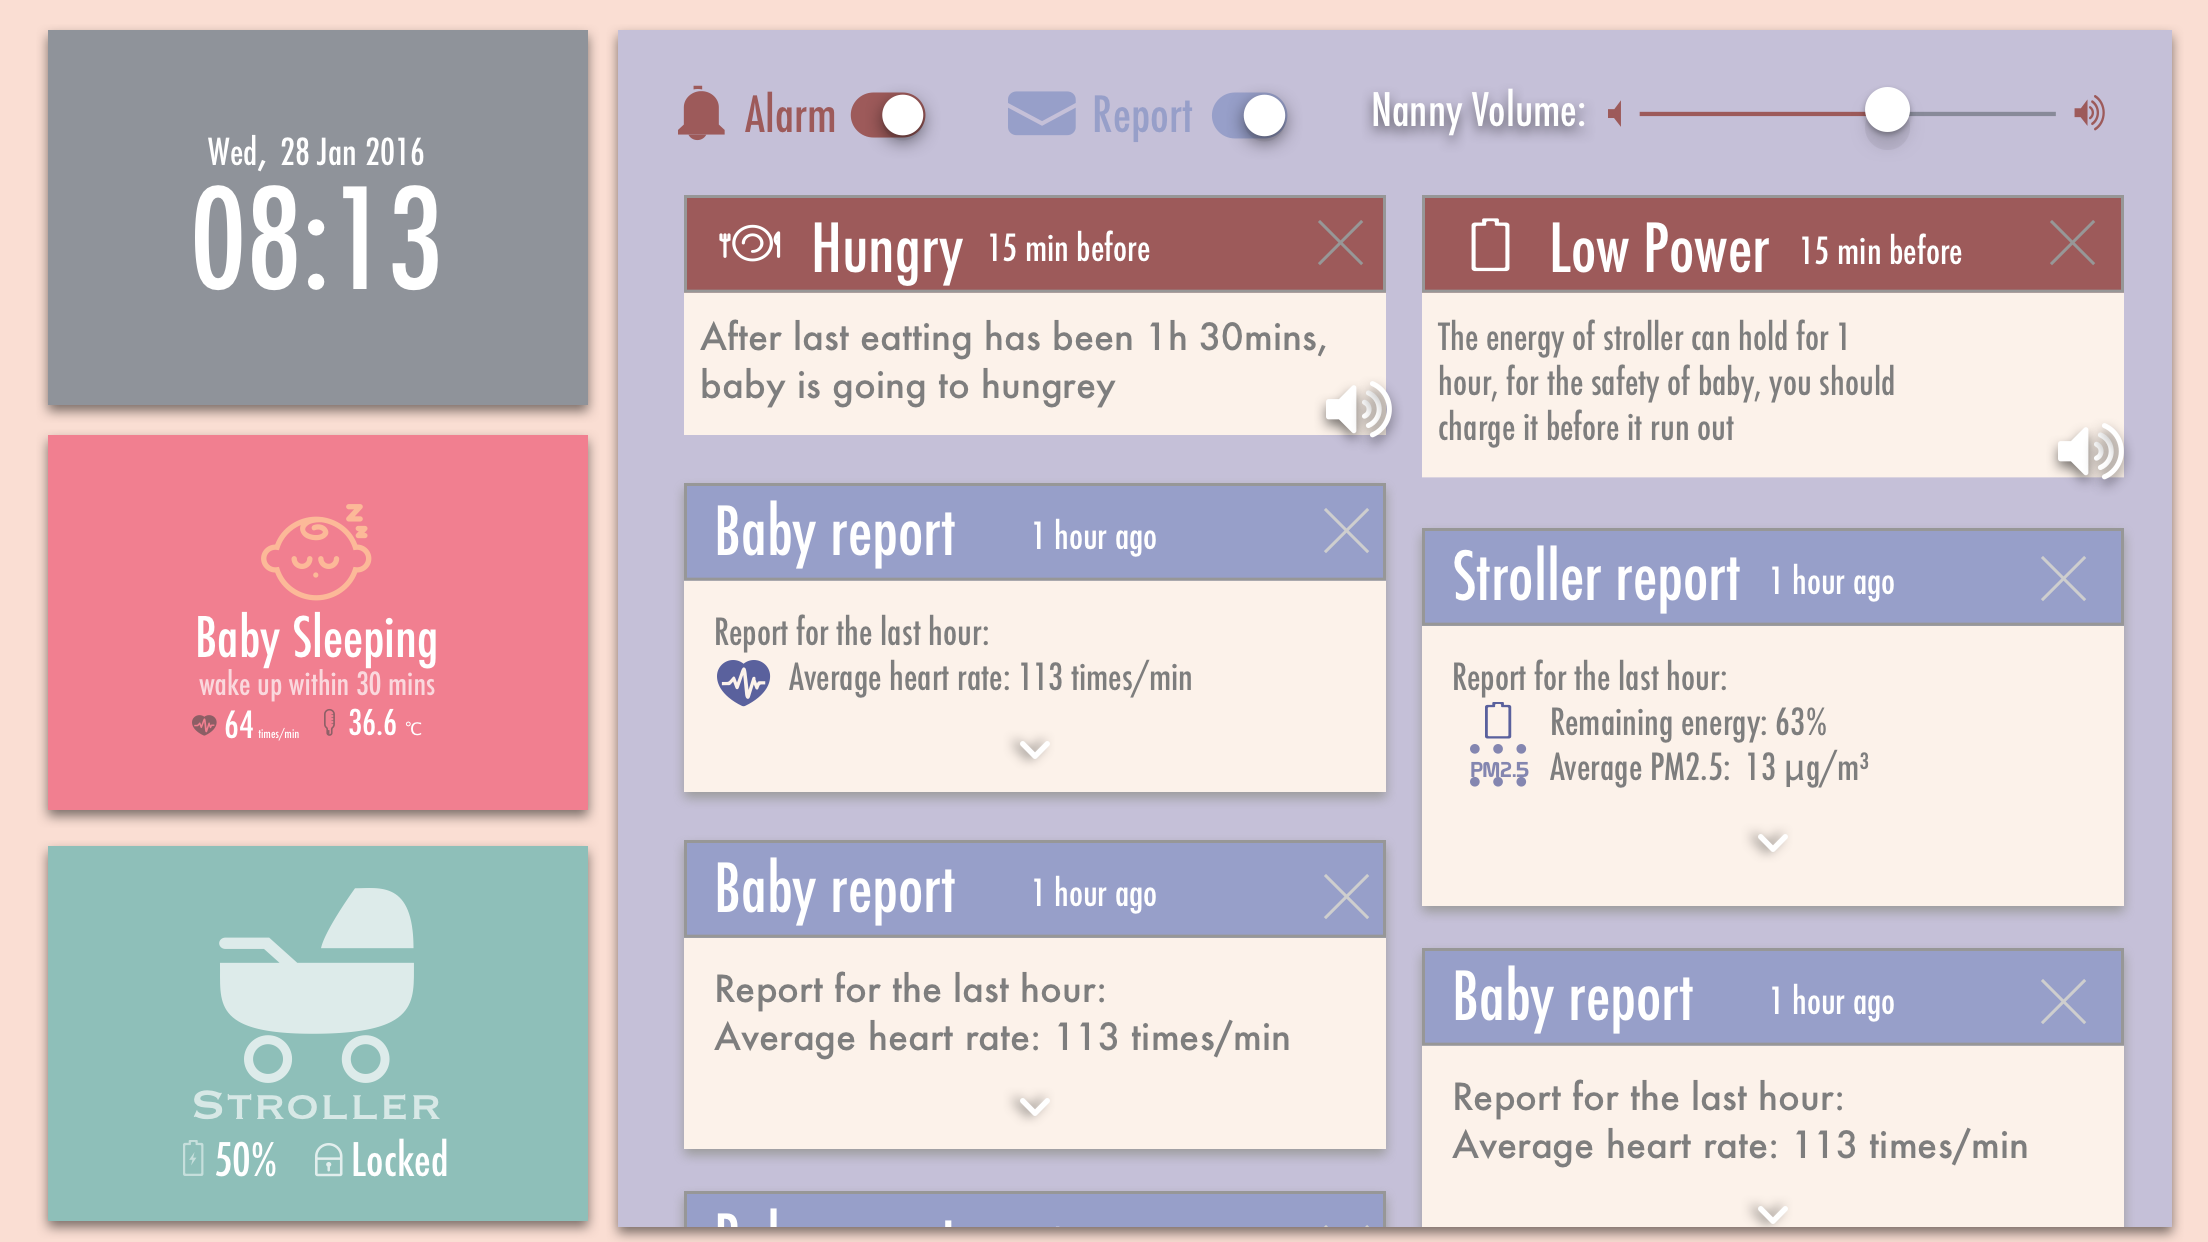 Wed, 28 Jan 2016
08:13
Baby Sleeping
wake up within 30 mins
64 times/min 36.6 °C
STROLLER
50% Locked
Alarm Report Nanny Volume:
Hungry 15 min before
After last eatting has been 1h 30mins,
baby is going to hungrey
Baby report 1 hour ago
Report for the last hour:
Average heart rate: 113 times/min
Baby report 1 hour ago
Report for the last hour:
Average heart rate: 113 times/min
Low Power 15 min before
The energy of stroller can hold for 1
hour, for the safety of baby, you should
charge it before it run out
Stroller report 1 hour ago
Report for the last hour:
Remaining energy: 63%
PM2.5 Average PM2.5: 13 µg/m³
Baby report 1 hour ago
Report for the last hour:
Average heart rate: 113 times/min